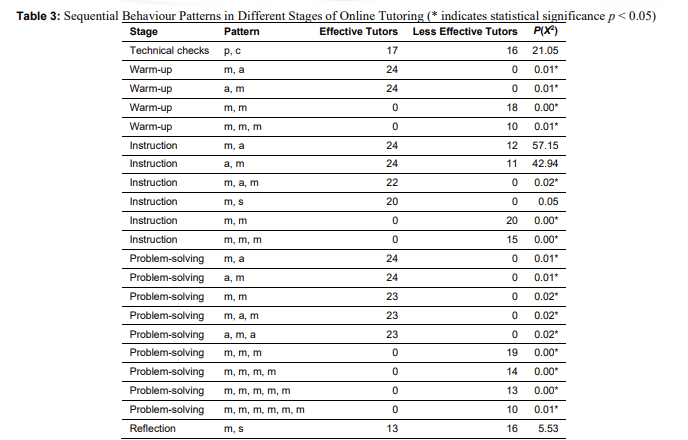 Table 3: Sequential Behaviour Patterns in Different Stages of Online Tutoring (* indicates statistical significance p < 0.05)
Stage Pattern Effective Tutors Less Effective Tutors P(X²)
Technical checks p, c 17 16 21.05
Warm-up m, a 24 0 0.01*
Warm-up a, m 24 0 0.01*
Warm-up m, m 0 18 0.00*
Warm-up m, m, m 0 10 0.01*
Instruction m, a 24 12 57.15
Instruction a, m 24 11 42.94
Instruction m, a, m 22 0 0.02*
Instruction m, s 20 0 0.05
Instruction m, m 0 20 0.00*
Instruction m, m, m 0 15 0.00*
Problem-solving m, a 24 0 0.01*
Problem-solving a, m 24 0 0.01*
Problem-solving m, m 23 0 0.02*
Problem-solving m, a, m 23 0 0.02*
Problem-solving a, m, a 23 0 0.02*
Problem-solving m, m, m 0 19 0.00*
Problem-solving m, m, m, m 0 14 0.00*
Problem-solving m, m, m, m, m 0 13 0.00*
Problem-solving m, m, m, m, m, m 0 10 0.01*
Reflection m, s 13 16 5.53